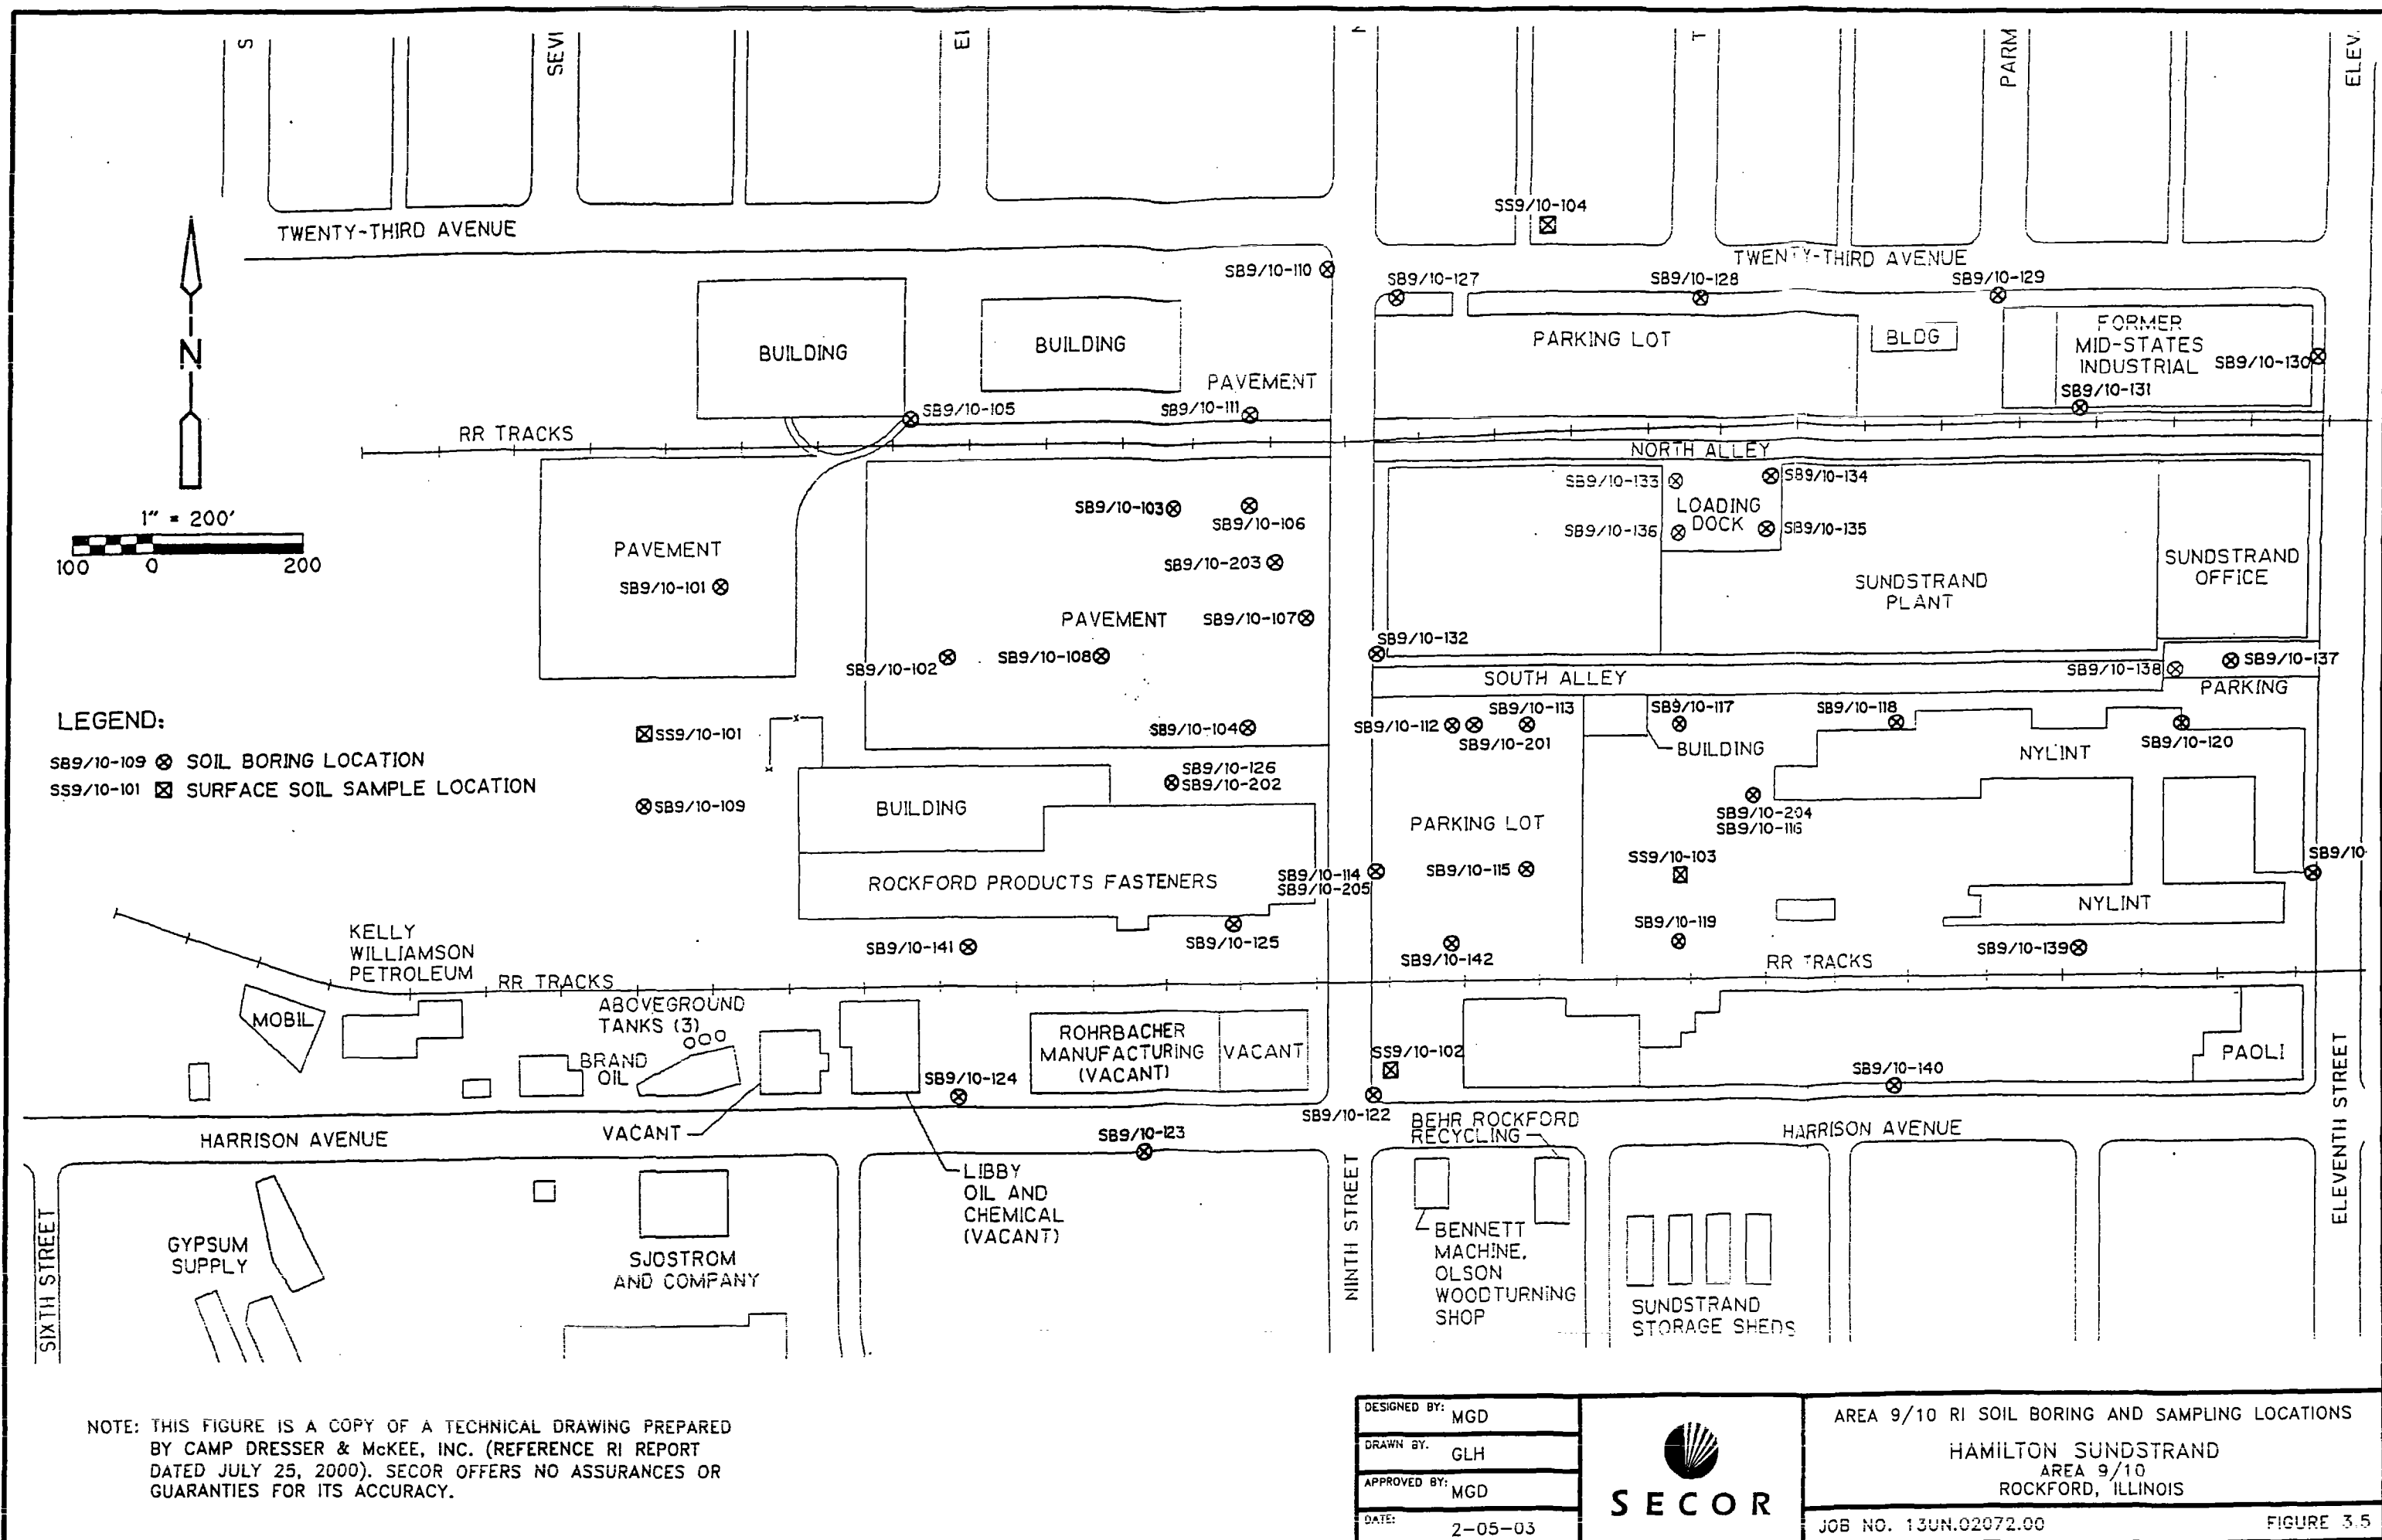 S
SEVI
EI
T
PARM
ELEV.
TWENTY-THIRD AVENUE
SS9/10-104
TWENTY-THIRD AVENUE
SB9/10-110
SB9/10-127
SB9/10-128
SB9/10-129
N
BUILDING
BUILDING
PARKING LOT
BLDG
FORMER
MID-STATES
INDUSTRIAL
SB9/10-130
PAVEMENT
SB9/10-105
SB9/10-111
SB9/10-131
RR TRACKS
NORTH ALLEY
SB9/10-133
SB9/10-134
LOADING
DOCK
SB9/10-103
SB9/10-106
SB9/10-136
SB9/10-135
1" = 200'
100 0 200
PAVEMENT
SB9/10-101
SB9/10-203
SUNDSTRAND
PLANT
SUNDSTRAND
OFFICE
PAVEMENT
SB9/10-107
SB9/10-132
SB9/10-102
SB9/10-108
SOUTH ALLEY
SB9/10-138
SB9/10-137
PARKING
LEGEND:
SB9/10-109 SOIL BORING LOCATION
SS9/10-101 SURFACE SOIL SAMPLE LOCATION
SS9/10-101
SB9/10-104
SB9/10-112
SB9/10-113
SB9/10-201
SB9/10-117
BUILDING
SB9/10-118
NYLINT
SB9/10-120
SB9/10-109
BUILDING
SB9/10-126
SB9/10-202
PARKING LOT
SB9/10-204
SB9/10-116
ROCKFORD PRODUCTS FASTENERS
SB9/10-114
SB9/10-205
SB9/10-115
SS9/10-103
SB9/10
NYLINT
KELLY
WILLIAMSON
PETROLEUM
SB9/10-141
SB9/10-125
SB9/10-142
SB9/10-119
SB9/10-139
RR TRACKS
RR TRACKS
MOBIL
ABOVEGROUND
TANKS (3)
BRAND
OIL
ROHRBACHER
MANUFACTURING
(VACANT)
VACANT
SS9/10-102
SB9/10-124
SB9/10-140
PAOLI
HARRISON AVENUE
VACANT
SB9/10-123
SB9/10-122
BEHR ROCKFORD
RECYCLING
HARRISON AVENUE
LIBBY
OIL AND
CHEMICAL
(VACANT)
SIXTH STREET
GYPSUM
SUPPLY
SJOSTROM
AND COMPANY
NINTH STREET
BENNETT
MACHINE,
OLSON
WOODTURNING
SHOP
SUNDSTRAND
STORAGE SHEDS
ELEVENTH STREET
NOTE: THIS FIGURE IS A COPY OF A TECHNICAL DRAWING PREPARED
BY CAMP DRESSER & McKEE, INC. (REFERENCE RI REPORT
DATED JULY 25, 2000). SECOR OFFERS NO ASSURANCES OR
GUARANTIES FOR ITS ACCURACY.
DESIGNED BY: MGD
DRAWN BY. GLH
APPROVED BY: MGD
DATE: 2-05-03
SECOR
AREA 9/10 RI SOIL BORING AND SAMPLING LOCATIONS
HAMILTON SUNDSTRAND
AREA 9/10
ROCKFORD, ILLINOIS
JOB NO. 13UN.02072.00
FIGURE 3.5